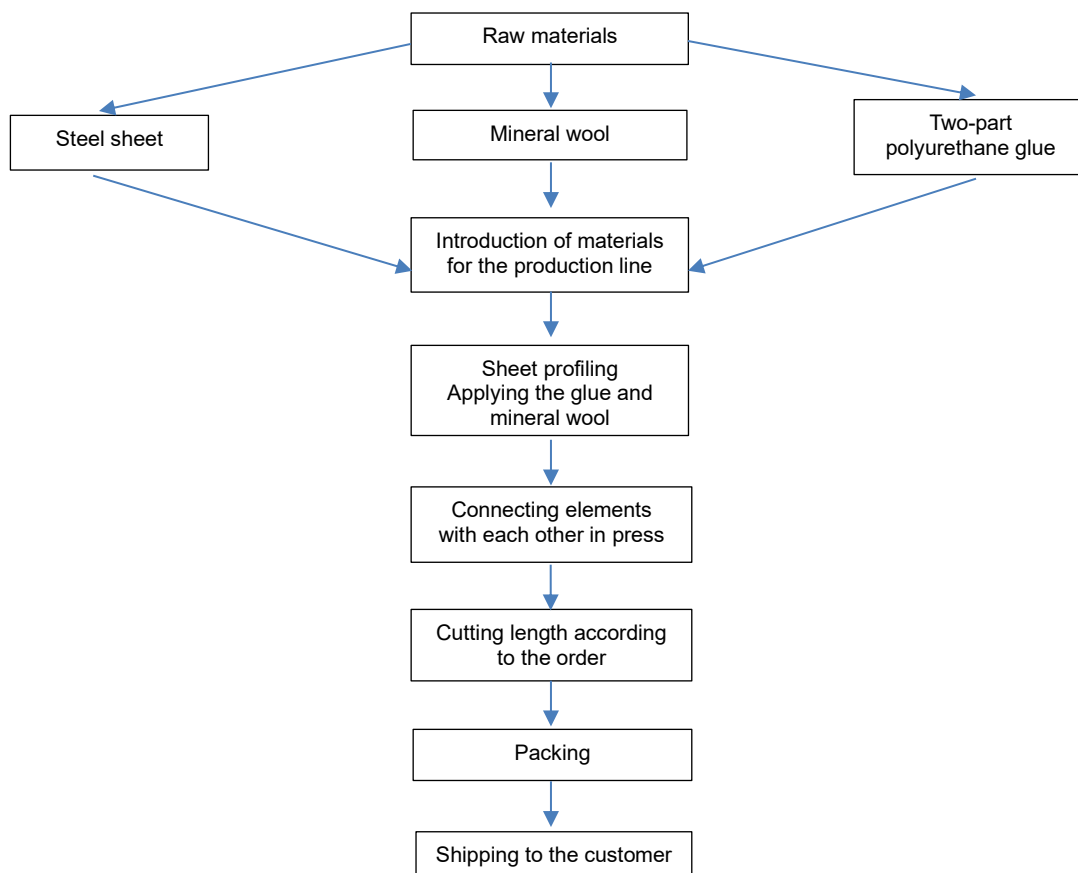 Raw materials
Steel sheet
Mineral wool
Two-part
polyurethane glue
Introduction of materials
for the production line
Sheet profiling
Applying the glue and
mineral wool
Connecting elements
with each other in press
Cutting length according
to the order
Packing
Shipping to the customer